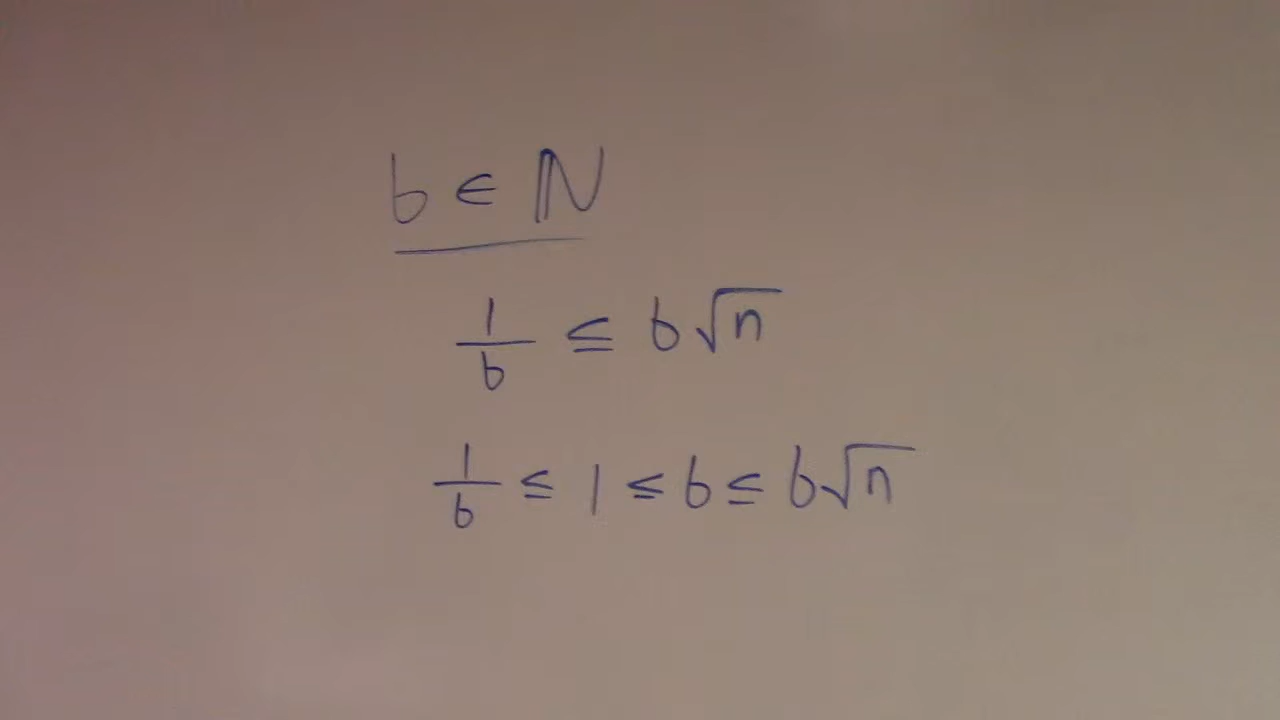 b ∈ ℕ
1/b ≤ b√n
1/b ≤ 1 ≤ b ≤ b√n